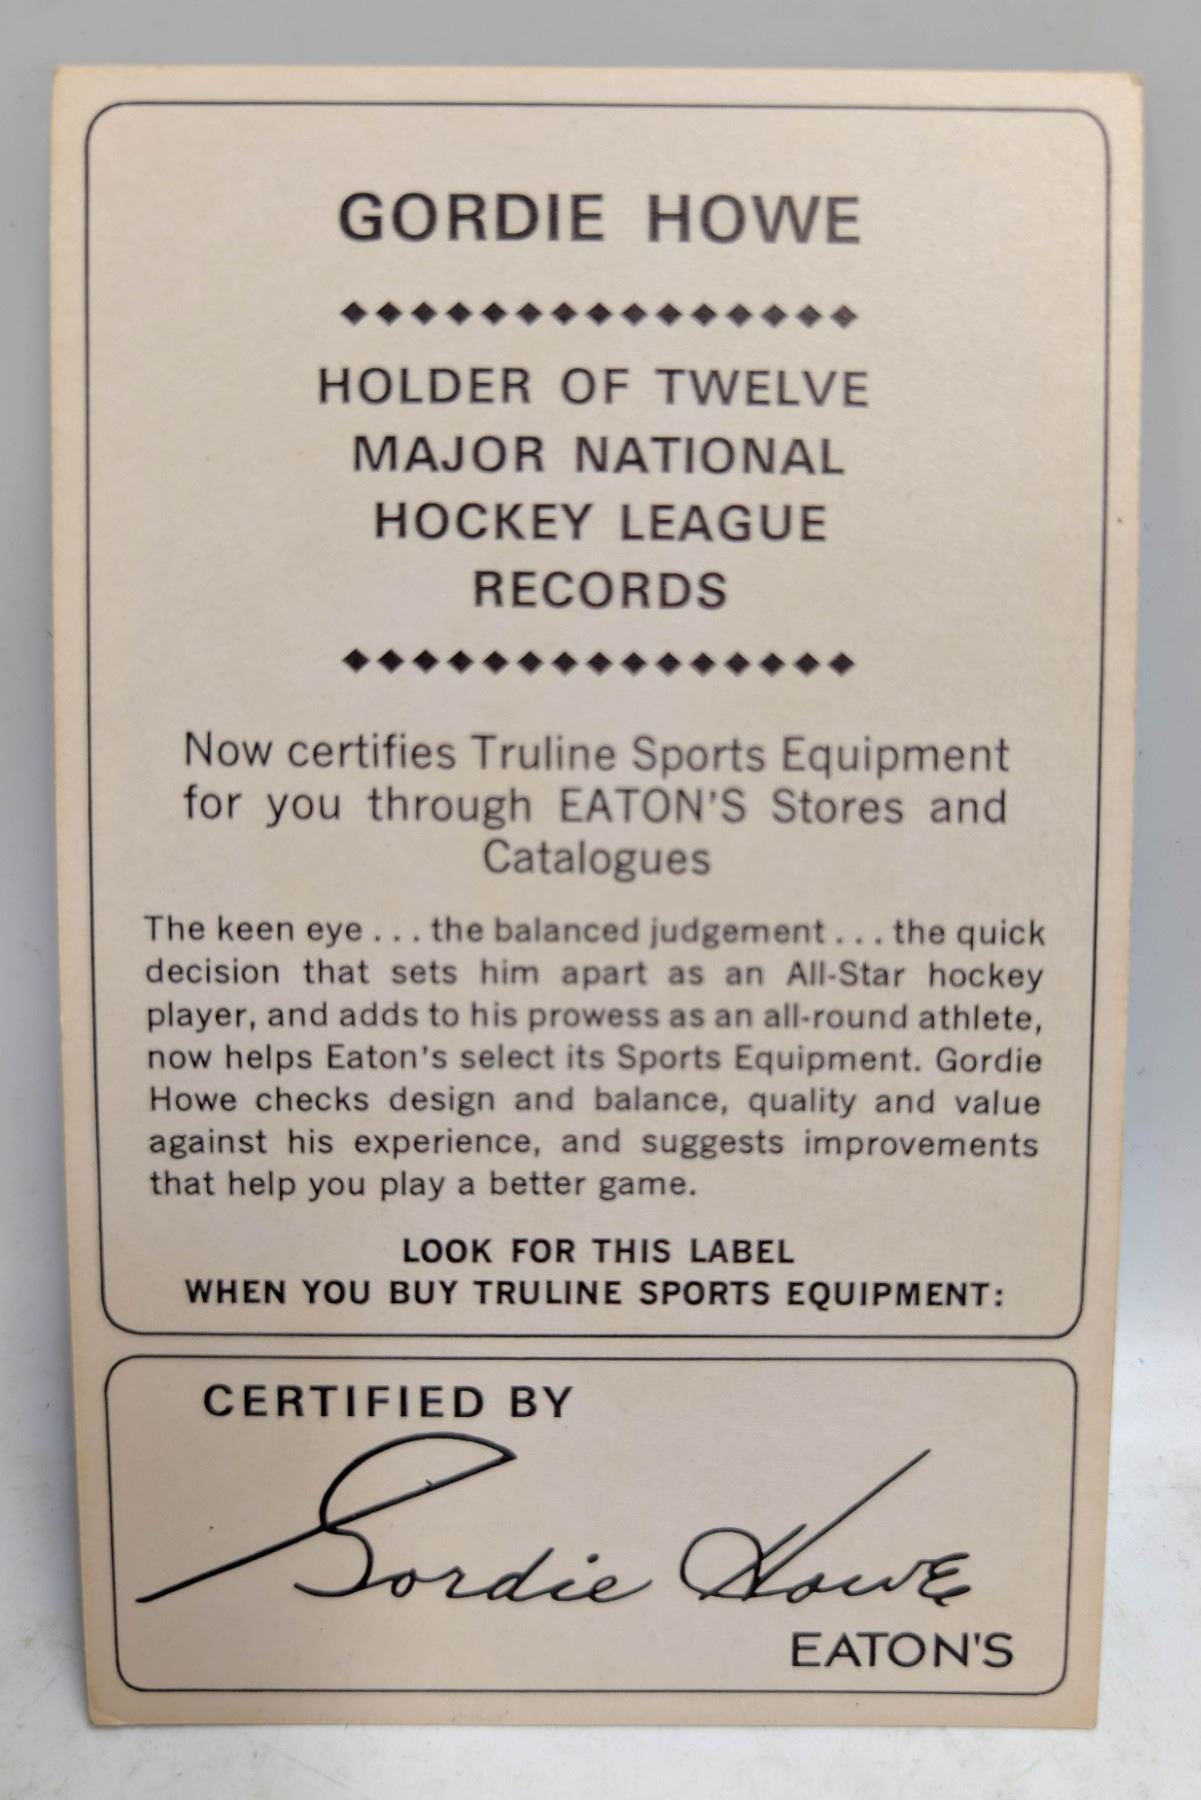 GORDIE HOWE
HOLDER OF TWELVE
MAJOR NATIONAL
HOCKEY LEAGUE
RECORDS
Now certifies Truline Sports Equipment
for you through EATON'S Stores and
Catalogues
The keen eye . . . the balanced judgement . . . the quick
decision that sets him apart as an All-Star hockey
player, and adds to his prowess as an all-round athlete,
now helps Eaton's select its Sports Equipment. Gordie
Howe checks design and balance, quality and value
against his experience, and suggests improvements
that help you play a better game.
LOOK FOR THIS LABEL
WHEN YOU BUY TRULINE SPORTS EQUIPMENT:
CERTIFIED BY
Gordie Howe
EATON'S